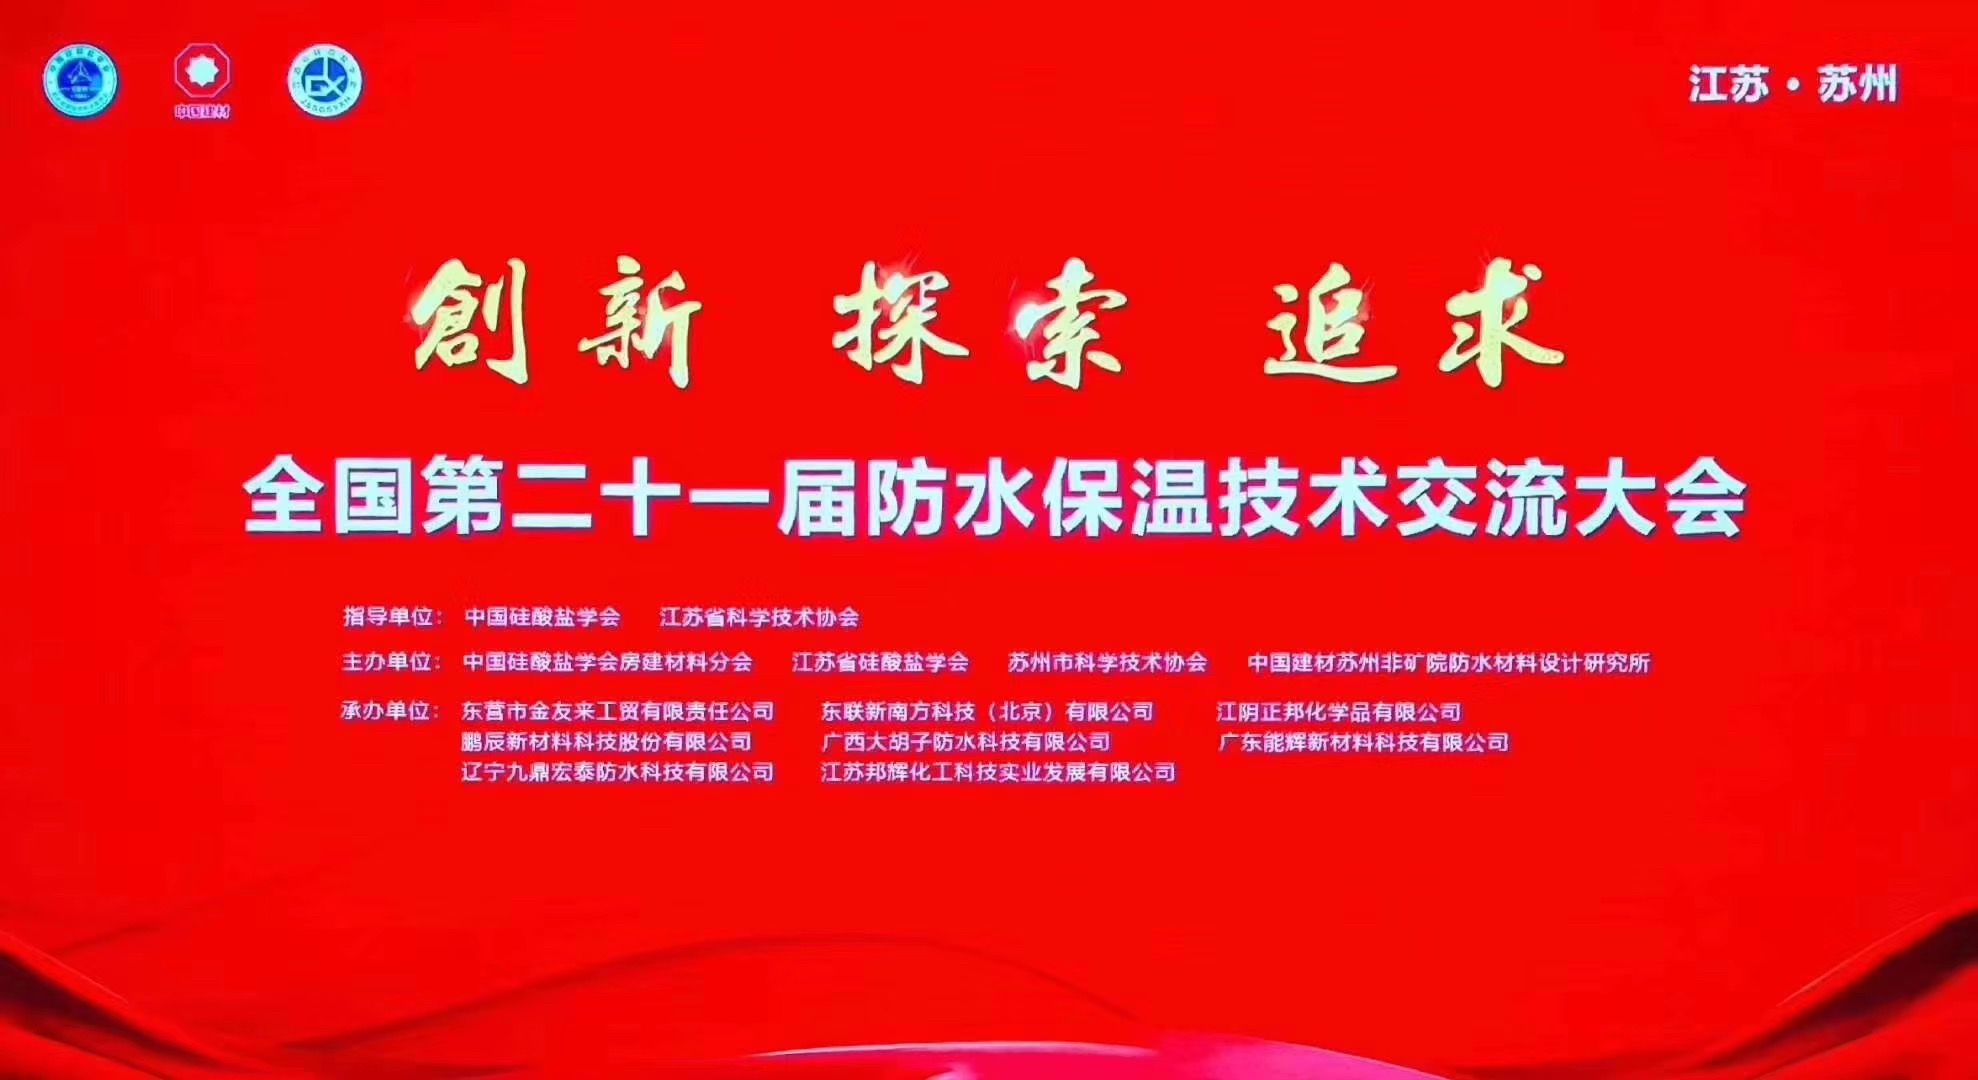 中国建材
江苏·苏州
創新 探索 追求
全国第二十一届防水保温技术交流大会
指导单位: 中国硅酸盐学会 江苏省科学技术协会
主办单位: 中国硅酸盐学会房建材料分会 江苏省硅酸盐学会 苏州市科学技术协会 中国建材苏州非矿院防水材料设计研究所
承办单位: 东营市金友来工贸有限责任公司 东联新南方科技（北京）有限公司 江阴正邦化学品有限公司
鹏辰新材料科技股份有限公司 广西大胡子防水科技有限公司 广东能辉新材料科技有限公司
辽宁九鼎宏泰防水科技有限公司 江苏邦辉化工科技实业发展有限公司